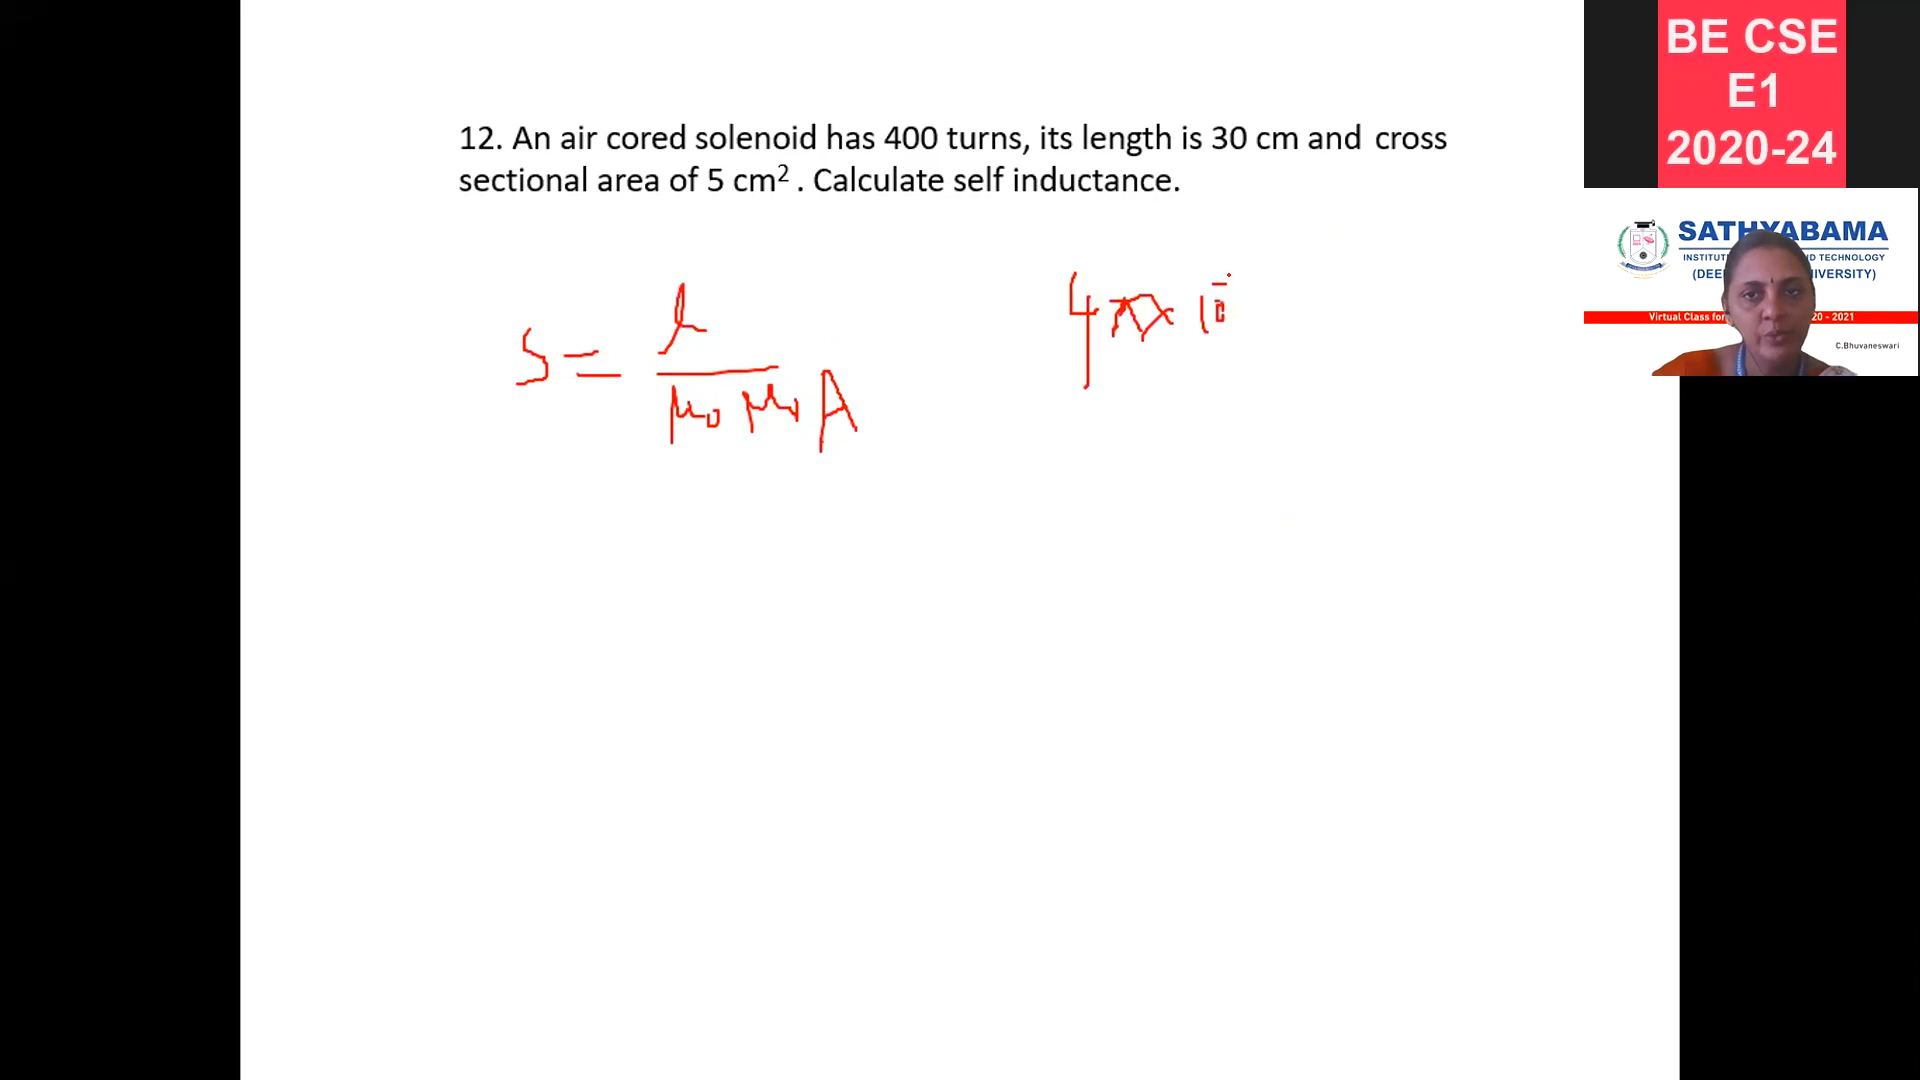 BE CSE
E1
2020-24
12. An air cored solenoid has 400 turns, its length is 30 cm and cross
sectional area of 5 cm² . Calculate self inductance.
SATHYABAMA
INSTITUT ND TECHNOLOGY
(DEE IVERSITY)
Virtual Class for 20 - 2021
C.Bhuvaneswari
4π× 10⁻
S = l
μ₀ μᵣ A